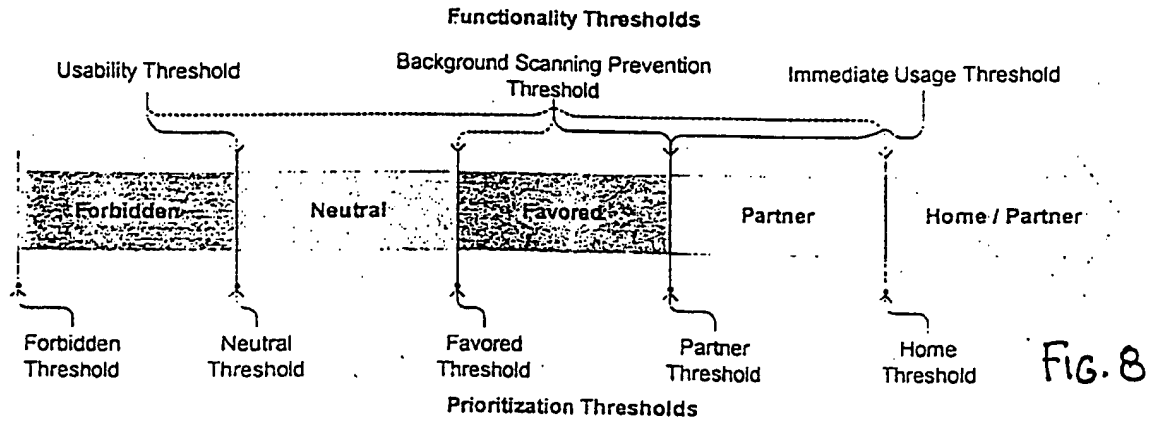 Functionality Thresholds
Usability Threshold
Background Scanning Prevention
Threshold
Immediate Usage Threshold
Forbidden
Neutral
Favored
Partner
Home / Partner
Forbidden
Threshold
Neutral
Threshold
Favored
Threshold
Partner
Threshold
Home
Threshold
FIG. 8
Prioritization Thresholds